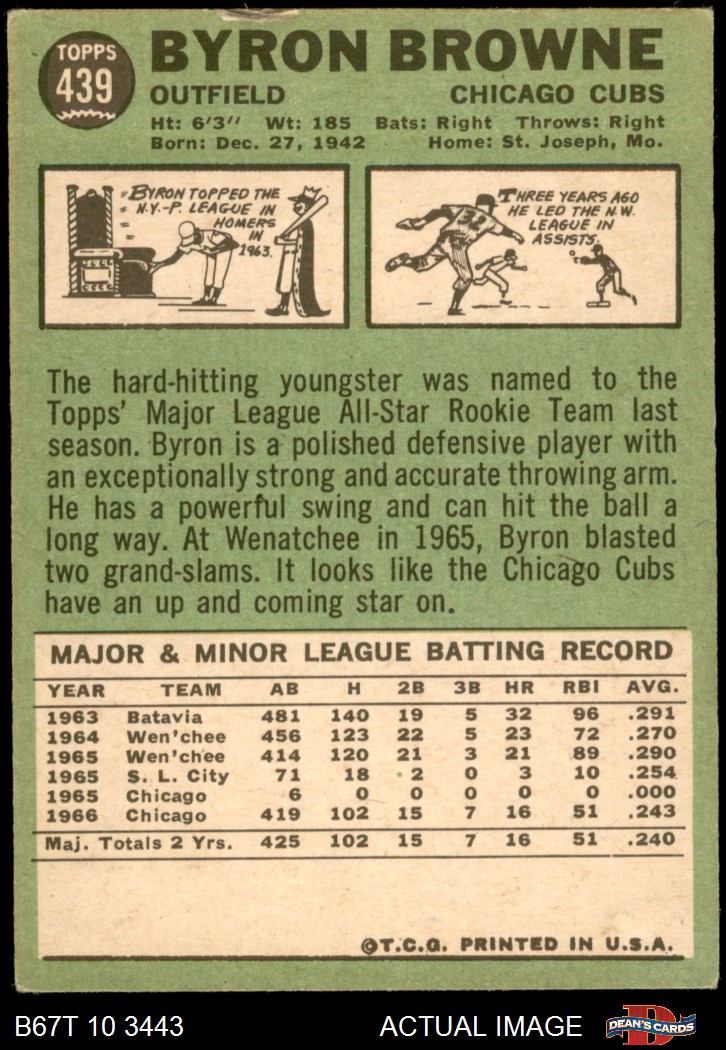 TOPPS
439
BYRON BROWNE
OUTFIELD CHICAGO CUBS
Ht: 6'3" Wt: 185 Bats: Right Throws: Right
Born: Dec. 27, 1942 Home: St. Joseph, Mo.
BYRON TOPPED THE
N.Y.-P. LEAGUE IN
HOMERS
IN
1963.
THREE YEARS AGO
HE LED THE N.W.
LEAGUE IN
ASSISTS.
The hard-hitting youngster was named to the
Topps' Major League All-Star Rookie Team last
season. Byron is a polished defensive player with
an exceptionally strong and accurate throwing arm.
He has a powerful swing and can hit the ball a
long way. At Wenatchee in 1965, Byron blasted
two grand-slams. It looks like the Chicago Cubs
have an up and coming star on.
MAJOR & MINOR LEAGUE BATTING RECORD
YEAR TEAM AB H 2B 3B HR RBI AVG.
1963 Batavia 481 140 19 5 32 96 .291
1964 Wen'chee 456 123 22 5 23 72 .270
1965 Wen'chee 414 120 21 3 21 89 .290
1965 S. L. City 71 18 2 0 3 10 .254
1965 Chicago 6 0 0 0 0 0 .000
1966 Chicago 419 102 15 7 16 51 .243
Maj. Totals 2 Yrs. 425 102 15 7 16 51 .240
©T.C.G. PRINTED IN U.S.A.
B67T 10 3443 ACTUAL IMAGE
DEAN'S CARDS